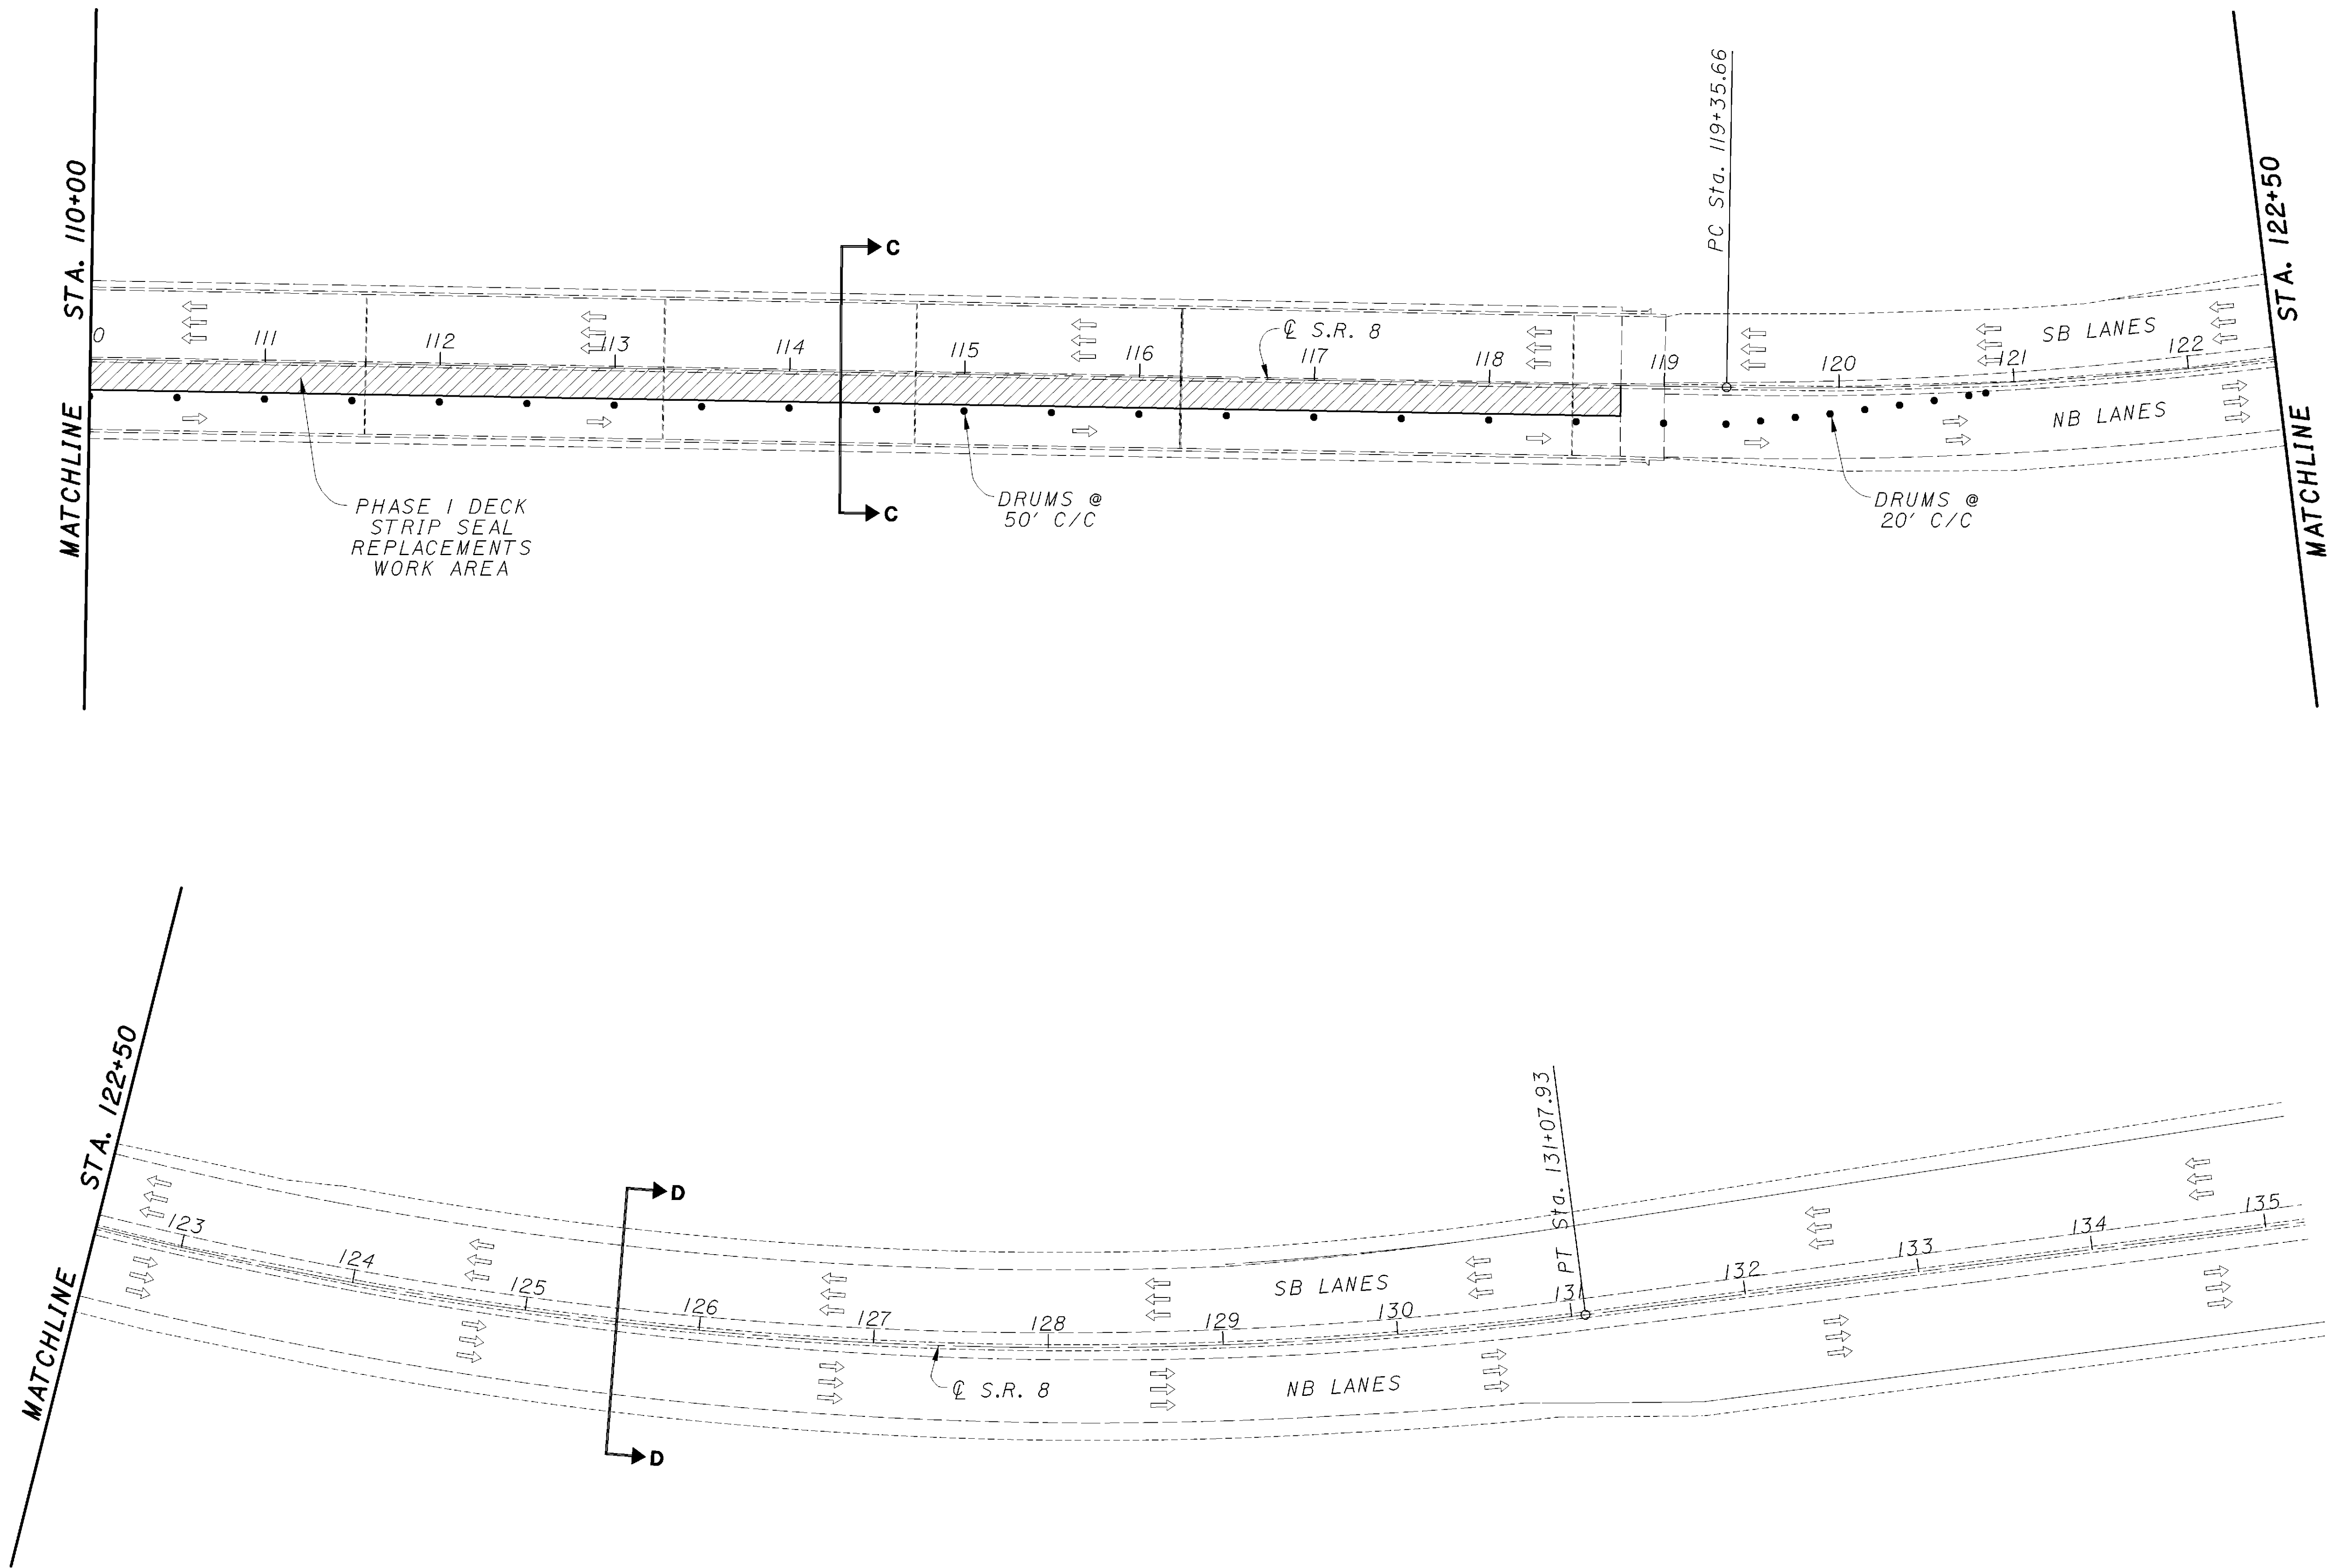 MATCHLINE STA. 110+00
0
111
112
113
114
115
116
117
118
119
120
121
122
C
C
℄ S.R. 8
PC Sta. 119+35.66
SB LANES
NB LANES
PHASE 1 DECK
STRIP SEAL
REPLACEMENTS
WORK AREA
DRUMS @
50' C/C
DRUMS @
20' C/C
MATCHLINE STA. 122+50
MATCHLINE STA. 122+50
123
124
125
126
127
128
129
130
131
132
133
134
135
D
D
℄ S.R. 8
PT Sta. 131+07.93
SB LANES
NB LANES